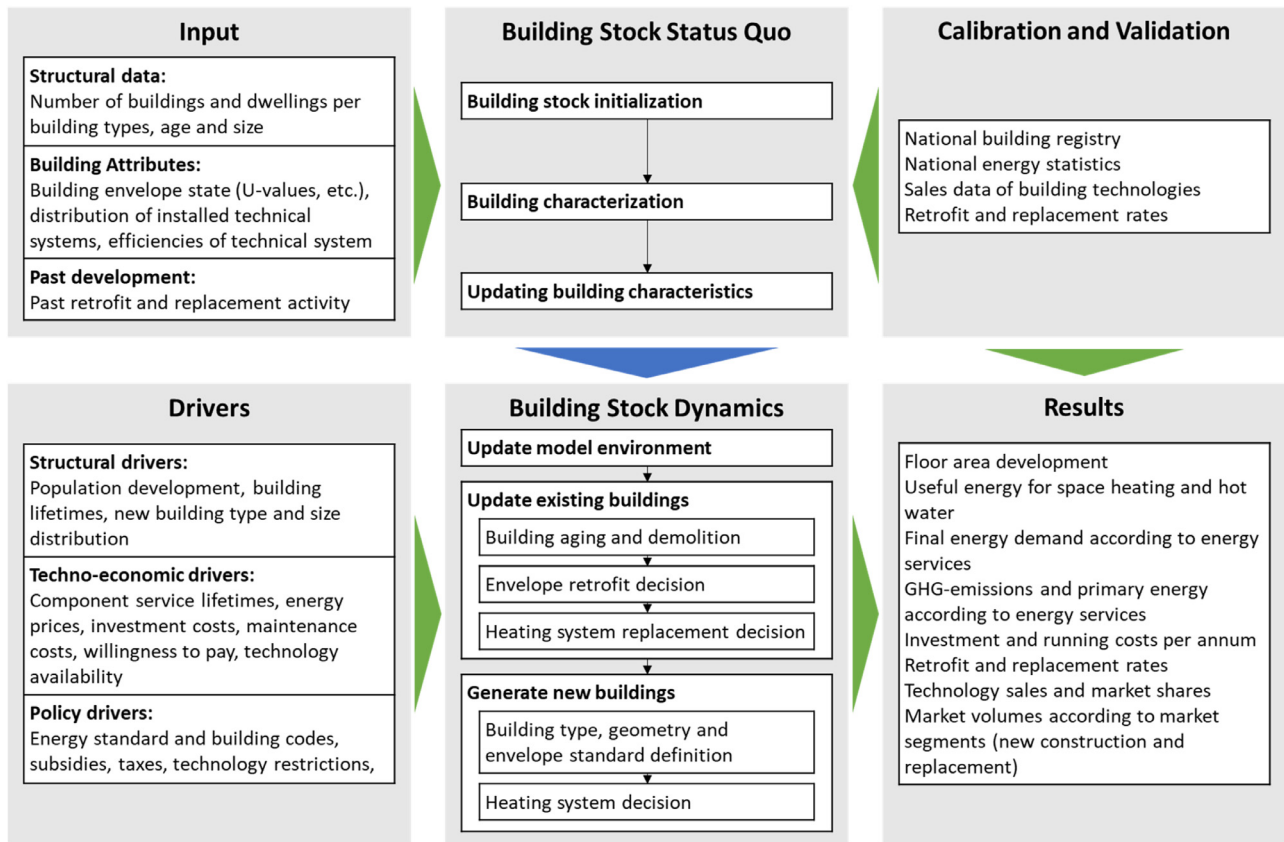 Input
Structural data:
Number of buildings and dwellings per
building types, age and size
Building Attributes:
Building envelope state (U-values, etc.),
distribution of installed technical
systems, efficiencies of technical system
Past development:
Past retrofit and replacement activity
Building Stock Status Quo
Building stock initialization
Building characterization
Updating building characteristics
Calibration and Validation
National building registry
National energy statistics
Sales data of building technologies
Retrofit and replacement rates
Drivers
Structural drivers:
Population development, building
lifetimes, new building type and size
distribution
Techno-economic drivers:
Component service lifetimes, energy
prices, investment costs, maintenance
costs, willingness to pay, technology
availability
Policy drivers:
Energy standard and building codes,
subsidies, taxes, technology restrictions,
Building Stock Dynamics
Update model environment
Update existing buildings
Building aging and demolition
Envelope retrofit decision
Heating system replacement decision
Generate new buildings
Building type, geometry and
envelope standard definition
Heating system decision
Results
Floor area development
Useful energy for space heating and hot
water
Final energy demand according to energy
services
GHG-emissions and primary energy
according to energy services
Investment and running costs per annum
Retrofit and replacement rates
Technology sales and market shares
Market volumes according to market
segments (new construction and
replacement)